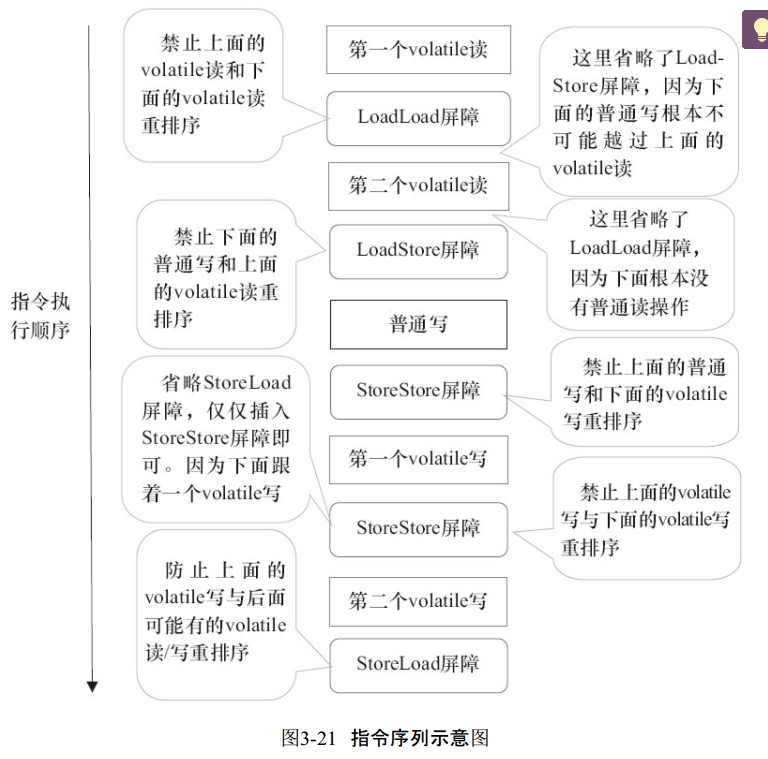 禁止上面的
volatile读和下
面的volatile读
重排序
第一个volatile读
LoadLoad屏障
这里省略了Load-
Store屏障，因为下
面的普通写根本不
可能越过上面的
volatile读
第二个volatile读
禁止下面的
普通写和上面
的volatile读重
排序
LoadStore屏障
这里省略了
LoadLoad屏障，
因为下面根本没
有普通读操作
指令执
行顺序
普通写
省略StoreLoad
屏障，仅仅插入
StoreStore屏障即
可。因为下面跟
着一个volatile写
StoreStore屏障
禁止上面的普通
写和下面的volatile
写重排序
第一个volatile写
StoreStore屏障
禁止上面的volatile
写与下面的volatile写
重排序
防止上面的
volatile写与后面
可能有的volatile
读/写重排序
第二个volatile写
StoreLoad屏障
图3-21 指令序列示意图